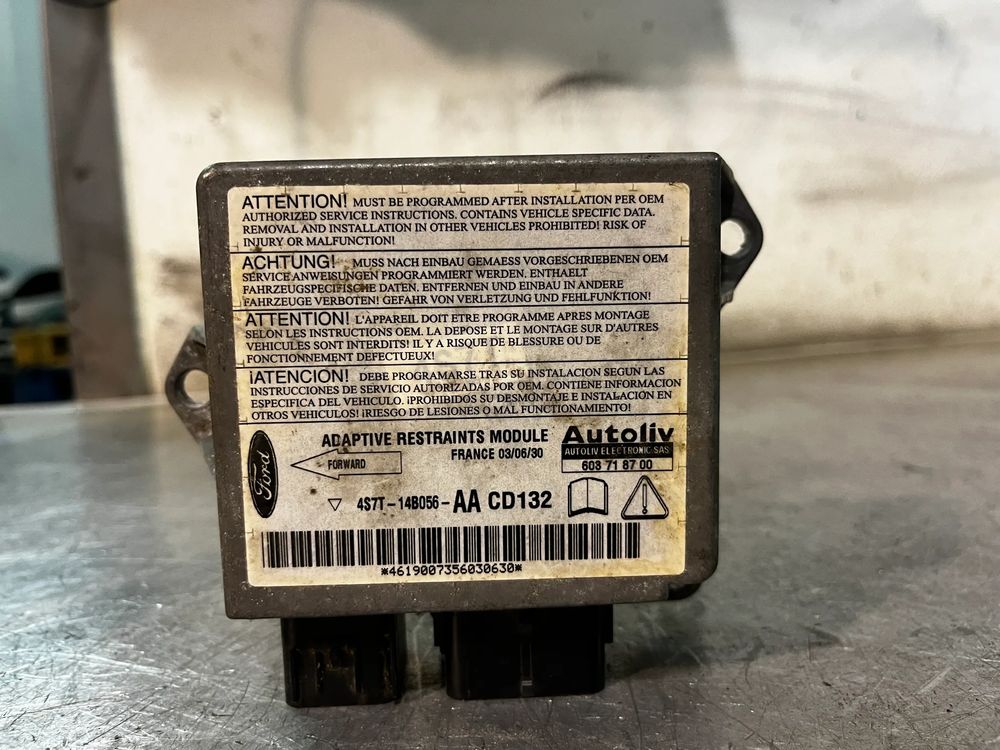 ATTENTION! MUST BE PROGRAMMED AFTER INSTALLATION PER OEM
AUTHORIZED SERVICE INSTRUCTIONS. CONTAINS VEHICLE SPECIFIC DATA.
REMOVAL AND INSTALLATION IN OTHER VEHICLES PROHIBITED! RISK OF
INJURY OR MALFUNCTION!
ACHTUNG! MUSS NACH EINBAU GEMAESS VORGESCHRIEBENEN OEM
SERVICE ANWEISUNGEN PROGRAMMIERT WERDEN. ENTHAELT
FAHRZEUGSPECIFISCHE DATEN. ENTFERNEN UND EINBAU IN ANDERE
FAHRZEUGE VERBOTEN! GEFAHR VON VERLETZUNG UND FEHLFUNKTION!
ATTENTION! L'APPAREIL DOIT ETRE PROGRAMME APRES MONTAGE
SELON LES INSTRUCTIONS OEM. LA DEPOSE ET LE MONTAGE SUR D'AUTRES
VEHICULES SONT INTERDITS! IL Y A RISQUE DE BLESSURE OU DE
FONCTIONNEMENT DEFECTUEUX!
¡ATENCION! DEBE PROGRAMARSE TRAS SU INSTALACION SEGUN LAS
INSTRUCCIONES DE SERVICIO AUTORIZADAS POR OEM. CONTIENE INFORMACION
ESPECIFICA DEL VEHICULO. ¡PROHIBIDOS SU DESMONTAJE E INSTALACION EN
OTROS VEHICULOS! ¡RIESGO DE LESIONES O MAL FUNCIONAMIENTO!
Ford
ADAPTIVE RESTRAINTS MODULE
FRANCE 03/06/30
FORWARD
Autoliv
AUTOLIV ELECTRONIC SAS
603 71 87 00
4S7T-14B056-AA CD132
*4619007356030630*